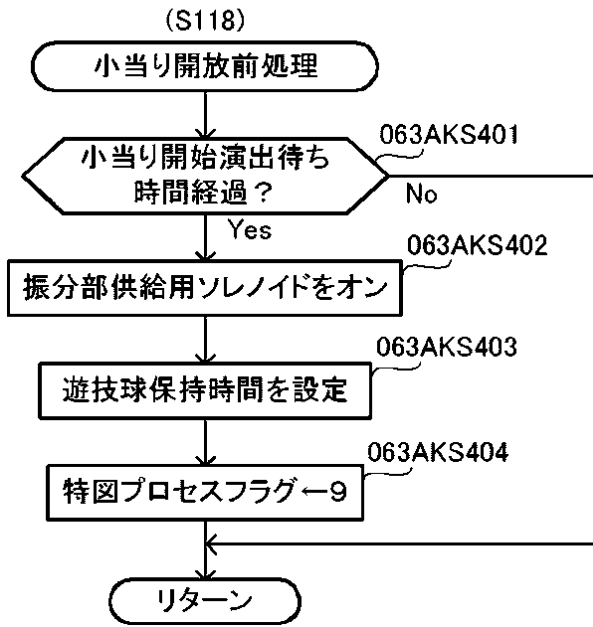 (S118)
小当り開放前処理
063AKS401
小当り開始演出待ち
時間経過？
No
Yes
063AKS402
振分部供給用ソレノイドをオン
063AKS403
遊技球保持時間を設定
063AKS404
特図プロセスフラグ←9
リターン